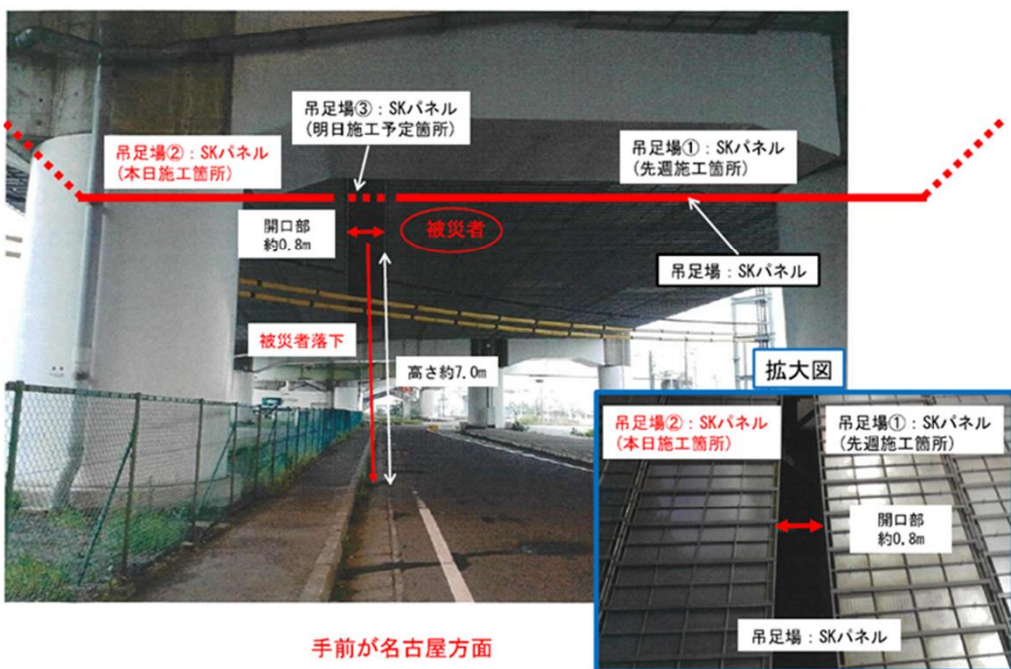 吊足場③:SKパネル
(明日施工予定箇所)
吊足場②:SKパネル
(本日施工箇所)
吊足場①:SKパネル
(先週施工箇所)
開口部
約0.8m
被災者
吊足場:SKパネル
被災者落下
高さ約7.0m
拡大図
吊足場②:SKパネル
(本日施工箇所)
吊足場①:SKパネル
(先週施工箇所)
開口部
約0.8m
吊足場:SKパネル
手前が名古屋方面